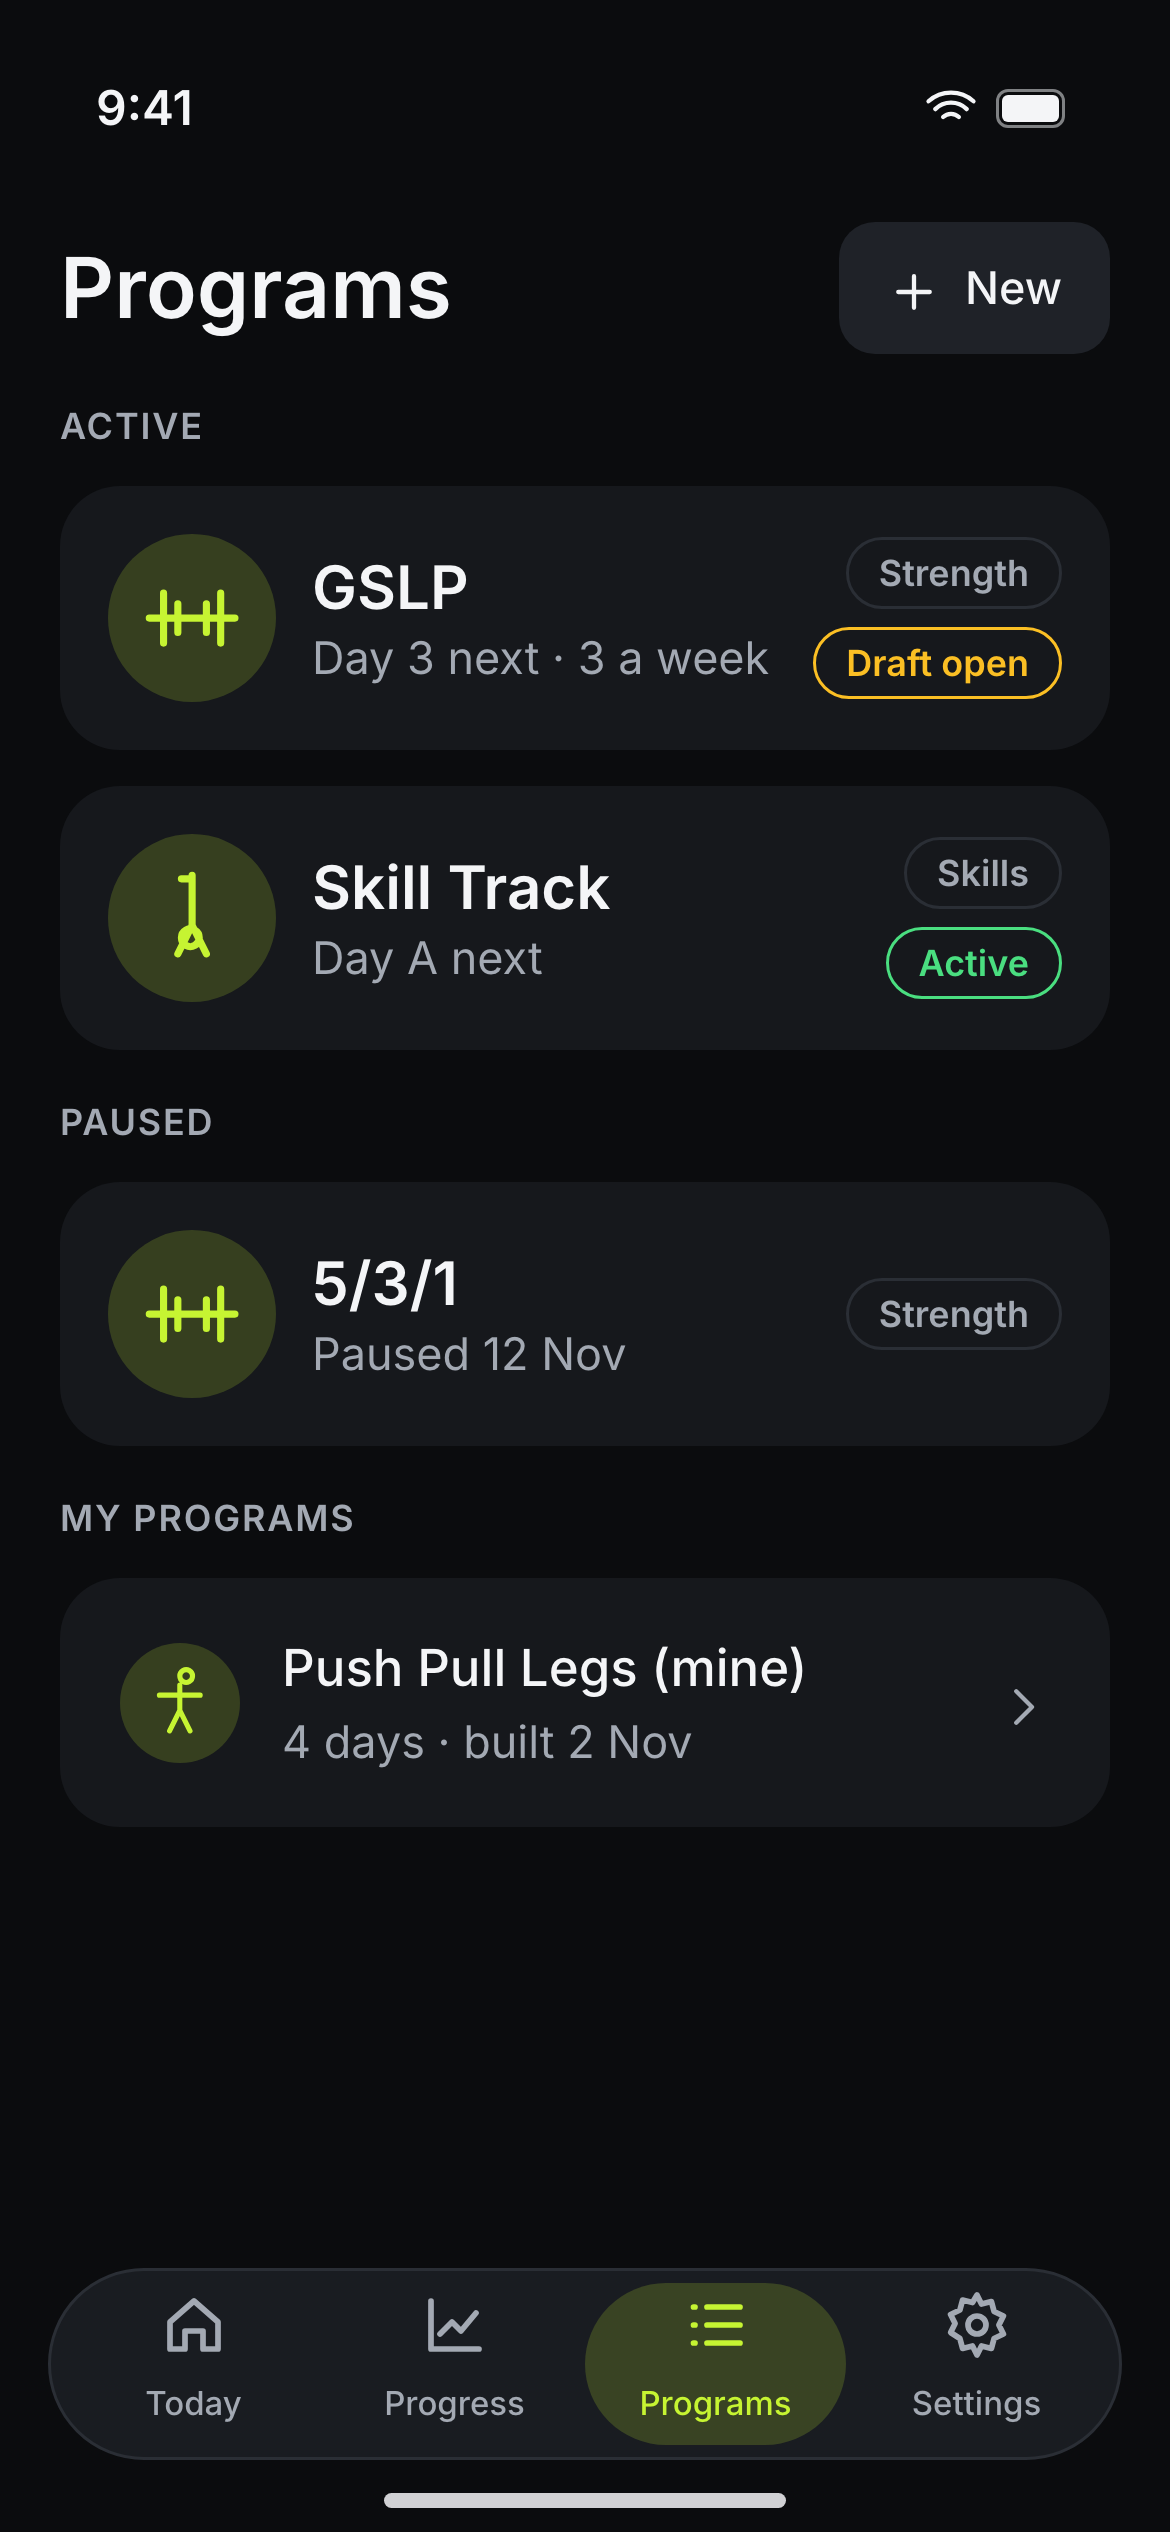 9:41
Programs
New
ACTIVE
GSLP
Day 3 next · 3 a week
Strength
Draft open
Skill Track
Day A next
Skills
Active
PAUSED
5/3/1
Paused 12 Nov
Strength
MY PROGRAMS
Push Pull Legs (mine)
4 days · built 2 Nov
Today
Progress
Programs
Settings